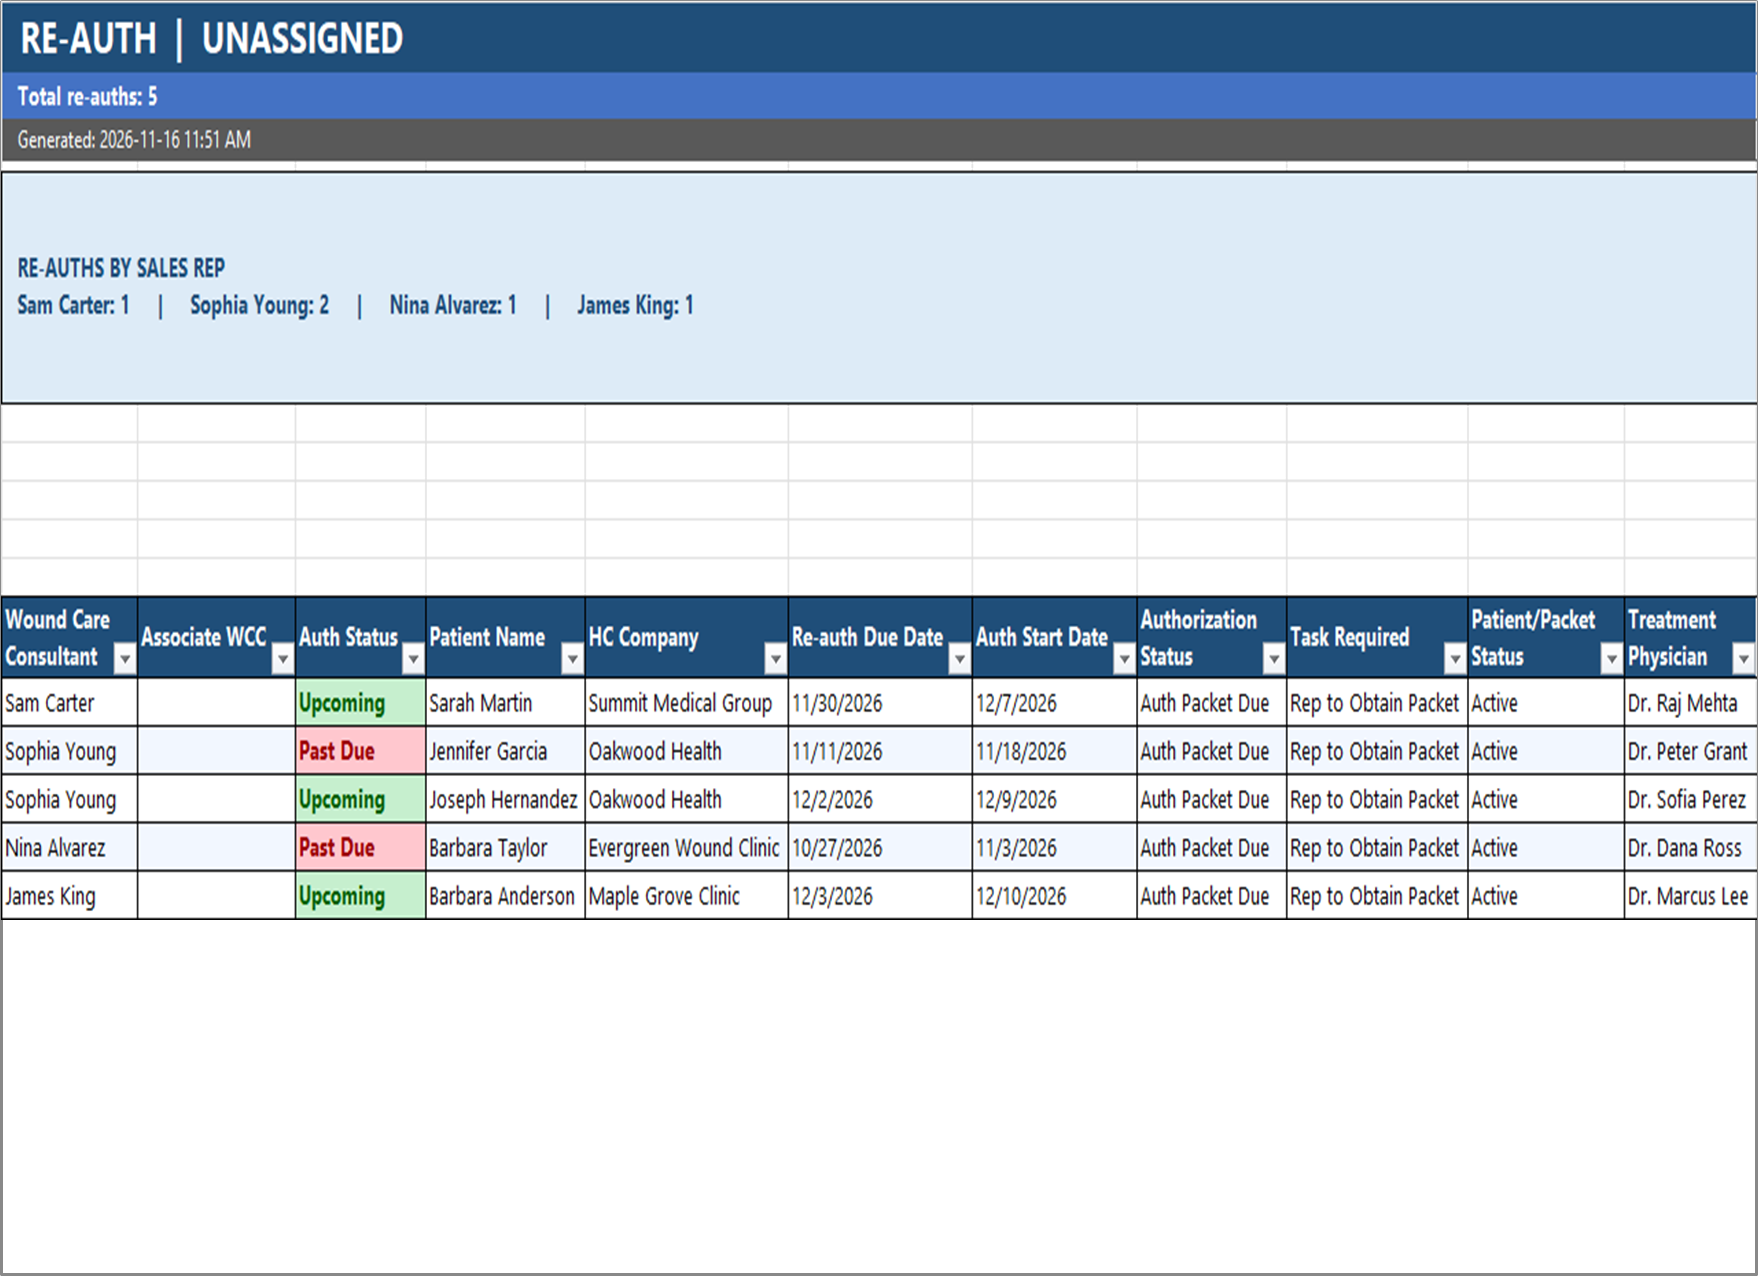 RE-AUTH | UNASSIGNED
Total re-auths: 5
Generated: 2026-11-16 11:51 AM
RE-AUTHS BY SALES REP
Sam Carter: 1 | Sophia Young: 2 | Nina Alvarez: 1 | James King: 1
Wound Care Consultant Associate WCC Auth Status Patient Name HC Company Re-auth Due Date Auth Start Date Authorization Status Task Required Patient/Packet Status Treatment Physician
Sam Carter Upcoming Sarah Martin Summit Medical Group 11/30/2026 12/7/2026 Auth Packet Due Rep to Obtain Packet Active Dr. Raj Mehta
Sophia Young Past Due Jennifer Garcia Oakwood Health 11/11/2026 11/18/2026 Auth Packet Due Rep to Obtain Packet Active Dr. Peter Grant
Sophia Young Upcoming Joseph Hernandez Oakwood Health 12/2/2026 12/9/2026 Auth Packet Due Rep to Obtain Packet Active Dr. Sofia Perez
Nina Alvarez Past Due Barbara Taylor Evergreen Wound Clinic 10/27/2026 11/3/2026 Auth Packet Due Rep to Obtain Packet Active Dr. Dana Ross
James King Upcoming Barbara Anderson Maple Grove Clinic 12/3/2026 12/10/2026 Auth Packet Due Rep to Obtain Packet Active Dr. Marcus Lee